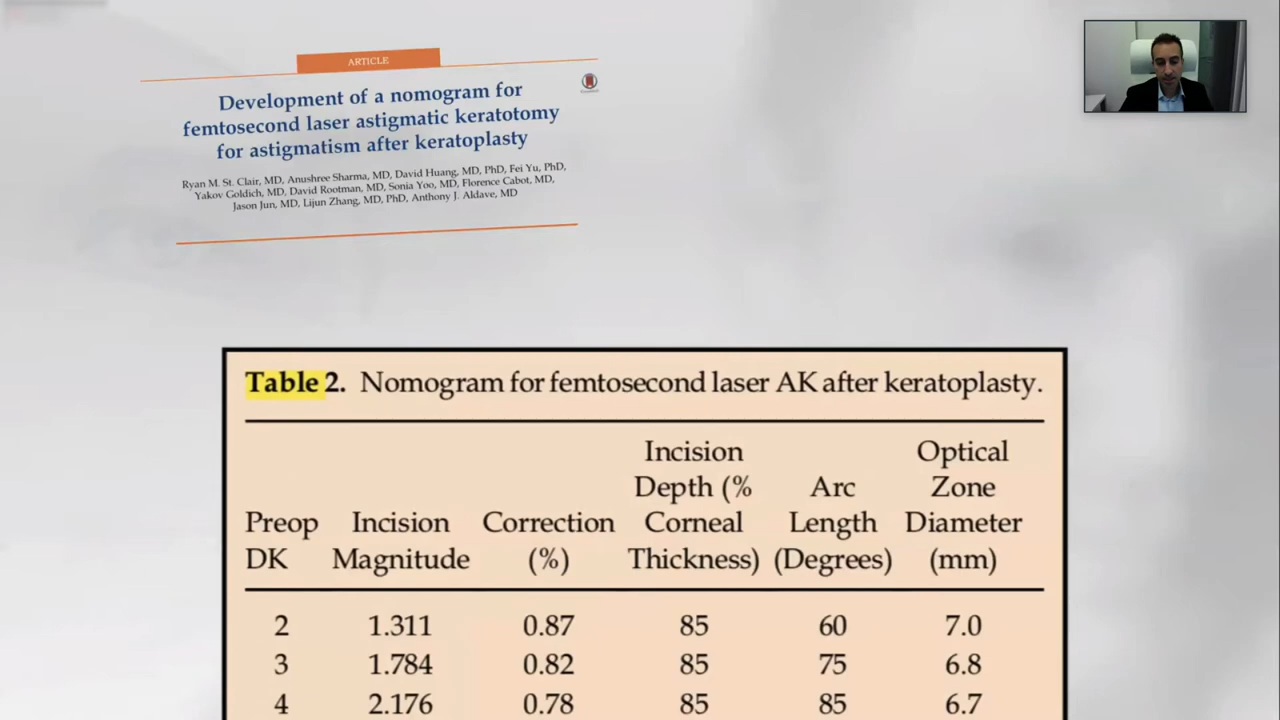 ARTICLE
Development of a nomogram for
femtosecond laser astigmatic keratotomy
for astigmatism after keratoplasty
Ryan M. St. Clair, MD, Anushree Sharma, MD, David Huang, MD, PhD, Fei Yu, PhD,
Yakov Goldich, MD, David Rootman, MD, Sonia Yoo, MD, Florence Cabot, MD,
Jason Jun, MD, Lijun Zhang, MD, PhD, Anthony J. Aldave, MD
Table 2. Nomogram for femtosecond laser AK after keratoplasty.
Incision Optical
Depth (% Arc Zone
Preop Incision Correction Corneal Length Diameter
DK Magnitude (%) Thickness) (Degrees) (mm)
2 1.311 0.87 85 60 7.0
3 1.784 0.82 85 75 6.8
4 2.176 0.78 85 85 6.7